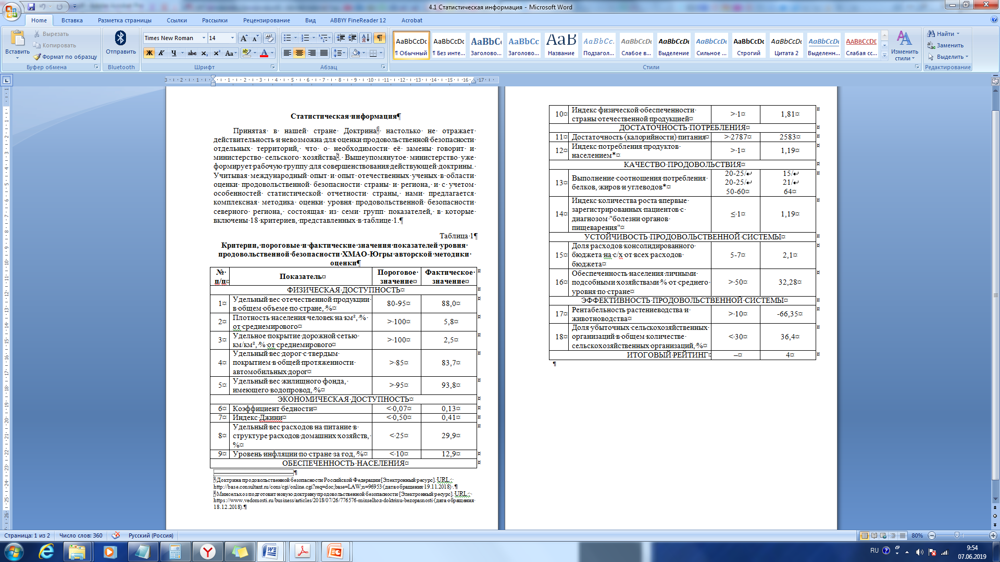 4.1 Статистическая информация - Microsoft Word
Home Вставка Разметка страницы Ссылки Рассылки Рецензирование Вид ABBYY FineReader 12 Acrobat
Вставить
Вырезать
Копировать
Формат по образцу
Буфер обмена
Отправить
Bluetooth
Times New Roman 14
Шрифт
Абзац
AaBbCcDc AaBbCcDc AaBbCc AaBbCc AaB AaBbCc. AaBbCcDc AaBbCcDc AaBbCcDc AaBbCcDc AaBbCcDc AaBbCcDc AABBCCDE
¶ Обычный ¶ Без инте... Заголово... Заголово... Название Подзагол... Слабое в... Выделение Сильное ... Строгий Цитата 2 Выделенн... Слабая сс...
Стили
Изменить стили
Найти
Заменить
Выделить
Редактирование
Статистическая информация¶
Принятая в нашей стране Доктрина настолько не отражает
действительность и невозможна для оценки продовольственной безопасности
отдельных территорий, что о необходимости её замены говорит и
министерство сельского хозяйства. Вышеупомянутое министерство уже
формирует рабочую группу для совершенствования действующей доктрины.
Учитывая международный опыт и опыт отечественных ученых в области
оценки продовольственной безопасности страны и региона, и с учетом
особенностей статистической отчетности страны, нами предлагается
комплексная методика оценки уровня продовольственной безопасности
северного региона, состоящая из семи групп показателей, в которые
включены 18 критериев, представленных в таблице 1.¶
Таблица 1¶
Критерии, пороговые и фактические значения показателей уровня
продовольственной безопасности ХМАО-Югры авторской методики
оценки¶
№ п/п¤ Показатель¤ Пороговое значение¤ Фактическое значение¤
ФИЗИЧЕСКАЯ ДОСТУПНОСТЬ¤
1¤ Удельный вес отечественной продукции в общем объеме по стране, %¤ 80-95¤ 88,0¤
2¤ Плотность населения человек на км², % от среднемирового¤ > 100¤ 5,8¤
3¤ Удельное покрытие дорожной сетью км/км², % от среднемирового¤ > 100¤ 2,5¤
4¤ Удельный вес дорог с твердым покрытием в общей протяженности автомобильных дорог¤ > 85¤ 83,7¤
5¤ Удельный вес жилищного фонда, имеющего водопровод, %¤ > 95¤ 93,8¤
ЭКОНОМИЧЕСКАЯ ДОСТУПНОСТЬ¤
6¤ Коэффициент бедности¤ < 0,07¤ 0,13¤
7¤ Индекс Джини¤ < 0,50¤ 0,41¤
8¤ Удельный вес расходов на питание в структуре расходов домашних хозяйств, %¤ < 25¤ 29,9¤
9¤ Уровень инфляции по стране за год, %¤ < 10¤ 12,9¤
ОБЕСПЕЧЕННОСТЬ НАСЕЛЕНИЯ¤
Доктрина продовольственной безопасности Российской Федерации [Электронный ресурс]. URL:
http://base.consultant.ru/cons/cgi/online.cgi?req=doc;base=LAW;n=96953 (дата обращения 19.11.2018).¶
Минсельхоз подготовит новую доктрину продовольственной безопасности [Электронный ресурс]. URL:
https://www.vedomosti.ru/business/articles/2018/07/26/776576-minselhoz-doktrinu-bezopasnosti (дата обращения
18.12.2018).¶
10¤ Индекс физической обеспеченности страны отечественной продукцией¤ > 1¤ 1,81¤
ДОСТАТОЧНОСТЬ ПОТРЕБЛЕНИЯ¤
11¤ Достаточность (калорийности) питания¤ > 2787¤ 2583¤
12¤ Индекс потребления продуктов населением*¤ > 1¤ 1,19¤
КАЧЕСТВО ПРОДОВОЛЬСТВИЯ¤
13¤ Выполнение соотношения потребления белков, жиров и углеводов*¤ 20-25/ 20-25/ 50-60¤ 15/ 21/ 64¤
14¤ Индекс количества роста впервые зарегистрированных пациентов с диагнозом "болезни органов пищеварения"¤ ≤ 1¤ 1,19¤
УСТОЙЧИВОСТЬ ПРОДОВОЛЬСТВЕННОЙ СИСТЕМЫ¤
15¤ Доля расходов консолидированного бюджета на с/х от всех расходов бюджета¤ 5-7¤ 2,1¤
16¤ Обеспеченность населения личными подсобными хозяйствами % от среднего уровня по стране¤ > 50¤ 32,28¤
ЭФФЕКТИВНОСТЬ ПРОДОВОЛЬСТВЕННОЙ СИСТЕМЫ¤
17¤ Рентабельность растениеводства и животноводства¤ > 10¤ -66,35¤
18¤ Доля убыточных сельскохозяйственных организаций в общем количестве сельскохозяйственных организаций, %¤ < 30¤ 36,4¤
ИТОГОВЫЙ РЕЙТИНГ¤ –¤ 4¤
Страница: 1 из 2 Число слов: 360 Русский (Россия) 80%
RU 9:54
07.06.2019